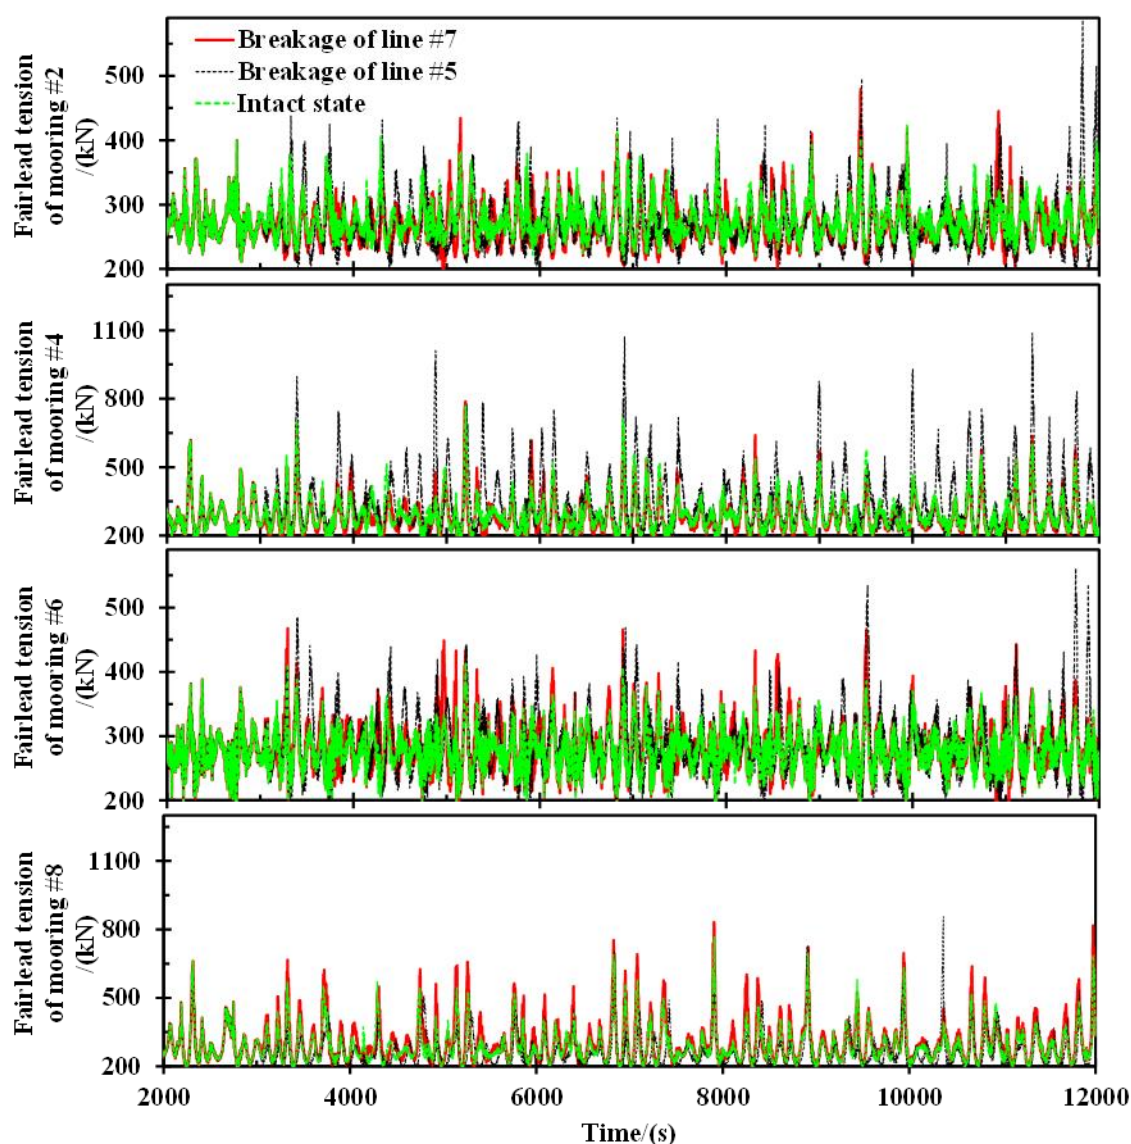 Breakage of line #7
Breakage of line #5
Intact state
Fairlead tension
of mooring #2
/(kN)
500
400
300
200
Fairlead tension
of mooring #4
/(kN)
1100
800
500
200
Fairlead tension
of mooring #6
/(kN)
500
400
300
200
Fairlead tension
of mooring #8
/(kN)
1100
800
500
200
2000 4000 6000 8000 10000 12000
Time/(s)